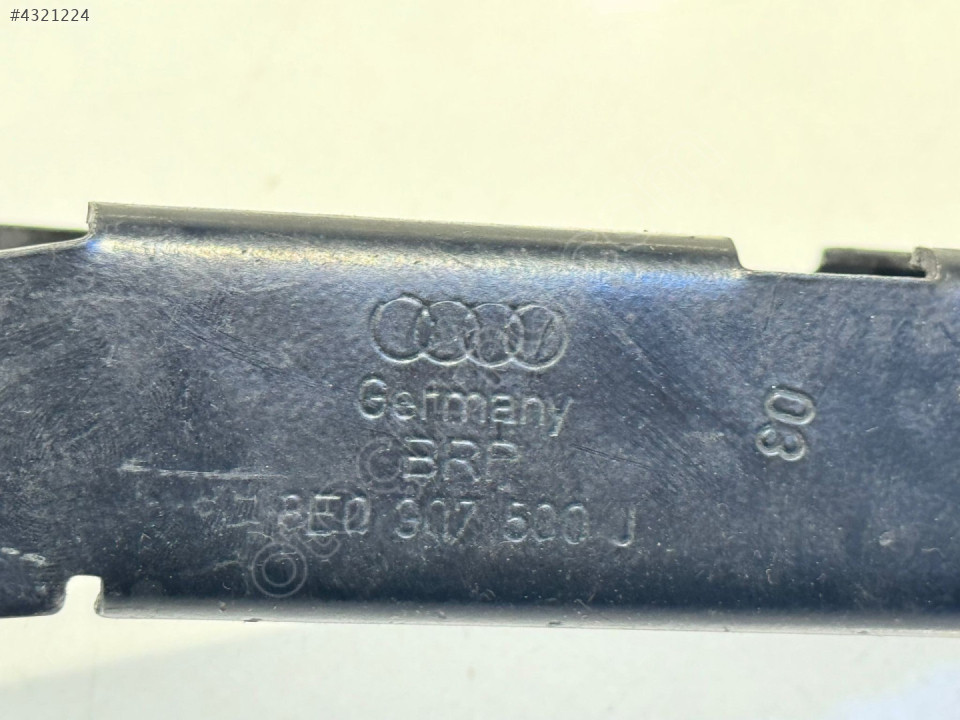 #4321224
Germany
BRP
8E0 907 500 J
03